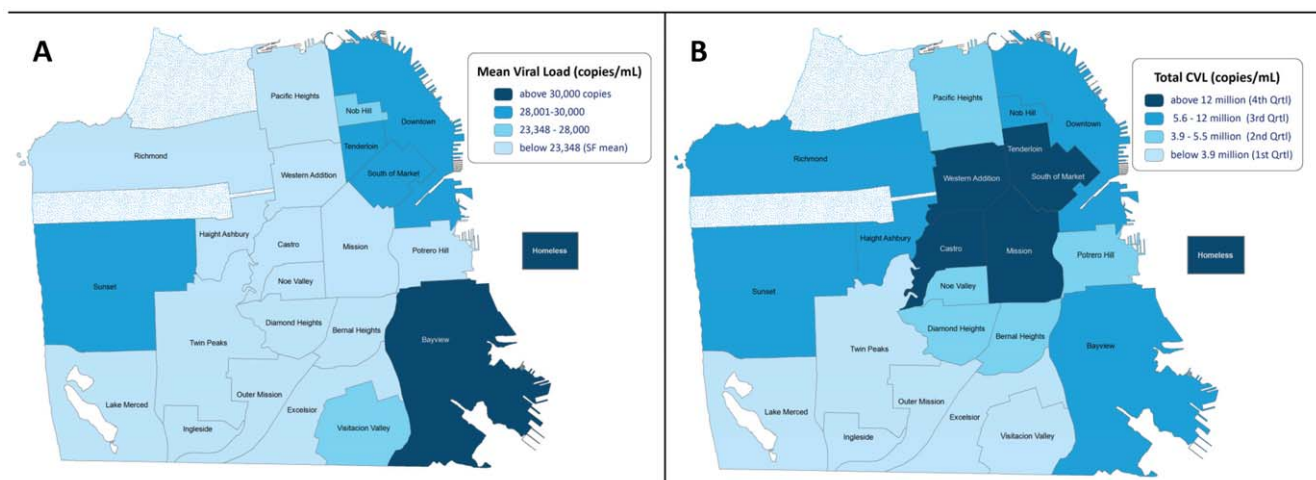 A
Mean Viral Load (copies/mL)
above 30,000 copies
28,001-30,000
23,348 - 28,000
below 23,348 (SF mean)
Pacific Heights
Nob Hill
Downtown
Tenderloin
Richmond
Western Addition
South of Market
Haight Ashbury
Castro
Mission
Potrero Hill
Homeless
Sunset
Noe Valley
Diamond Heights
Bernal Heights
Twin Peaks
Bayview
Lake Merced
Outer Mission
Excelsior
Ingleside
Visitacion Valley
B
Total CVL (copies/mL)
above 12 million (4th Qrtl)
5.6 - 12 million (3rd Qrtl)
3.9 - 5.5 million (2nd Qrtl)
below 3.9 million (1st Qrtl)
Pacific Heights
Nob Hill
Downtown
Tenderloin
Richmond
Western Addition
South of Market
Haight Ashbury
Castro
Mission
Potrero Hill
Homeless
Sunset
Noe Valley
Diamond Heights
Bernal Heights
Twin Peaks
Bayview
Lake Merced
Outer Mission
Excelsior
Ingleside
Visitacion Valley